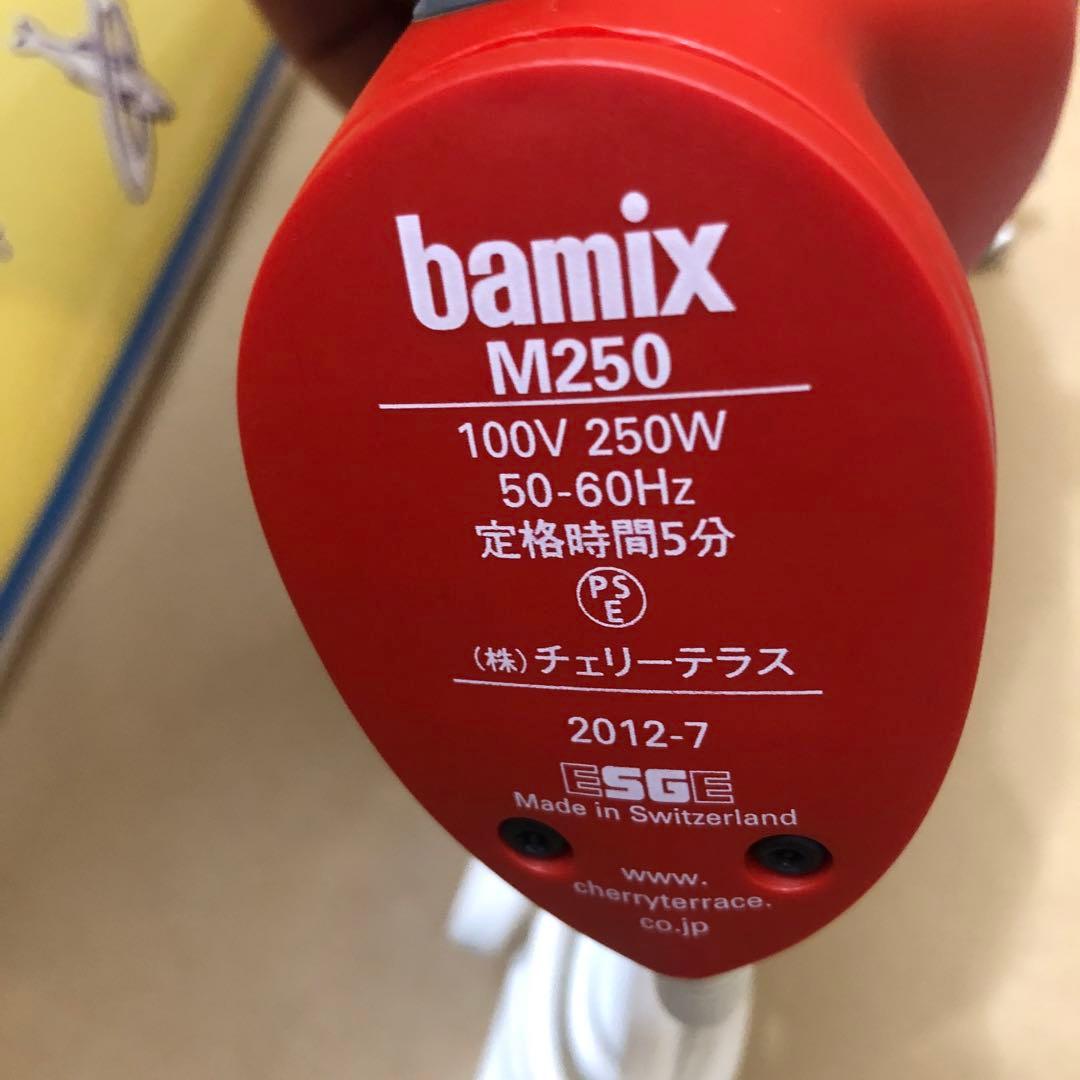 bamix
M250
100V 250W
50-60Hz
定格時間5分
PS
E
(株)チェリーテラス
2012-7
ESGE
Made in Switzerland
www.
cherryterrace.
co.jp